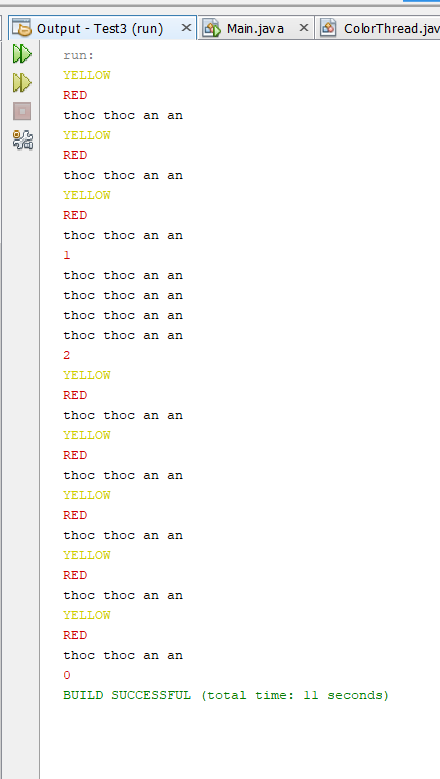 Output - Test3 (run) Main.java ColorThread.jav
run:
YELLOW
RED
thoc thoc an an
YELLOW
RED
thoc thoc an an
YELLOW
RED
thoc thoc an an
1
thoc thoc an an
thoc thoc an an
thoc thoc an an
thoc thoc an an
2
YELLOW
RED
thoc thoc an an
YELLOW
RED
thoc thoc an an
YELLOW
RED
thoc thoc an an
YELLOW
RED
thoc thoc an an
YELLOW
RED
thoc thoc an an
0
BUILD SUCCESSFUL (total time: 11 seconds)